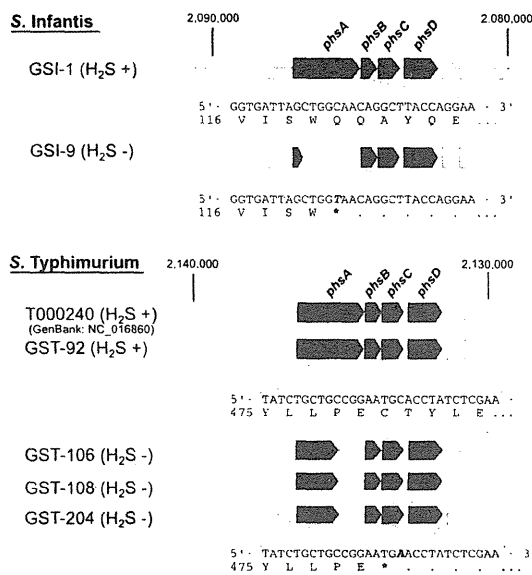 S. Infantis
2,090,000
2,080,000
phsA phsB phsC phsD
GSI-1 (H2S +)
5'- GGTGATTAGCTGGCAACAGGCTTACCAGGAA - 3'
116 V I S W Q Q A Y Q E ...
GSI-9 (H2S -)
5'- GGTGATTAGCTGGTAACAGGCTTACCAGGAA - 3'
116 V I S W * . . . . . ...
S. Typhimurium
2,140,000
2,130,000
phsA phsB phsC phsD
T000240 (H2S +)
(GenBank: NC_016860)
GST-92 (H2S +)
5'- TATCTGCTGCCGGAATGCACCTATCTCGAA - 3'
475 Y L L P E C T Y L E ...
GST-106 (H2S -)
GST-108 (H2S -)
GST-204 (H2S -)
5'- TATCTGCTGCCGGAATGAACCTATCTCGAA - 3
475 Y L L P E * . . . . ...